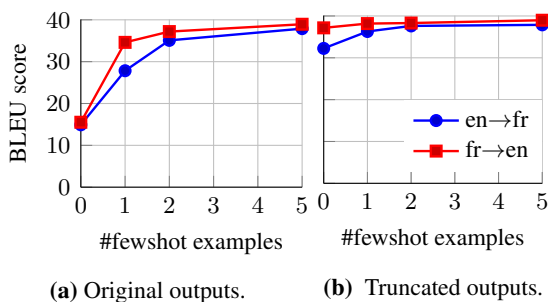 BLEU score
40
30
20
10
0
0 1 2 3 4 5
#fewshot examples
(a) Original outputs.
en→fr
fr→en
0 1 2 3 4 5
#fewshot examples
(b) Truncated outputs.